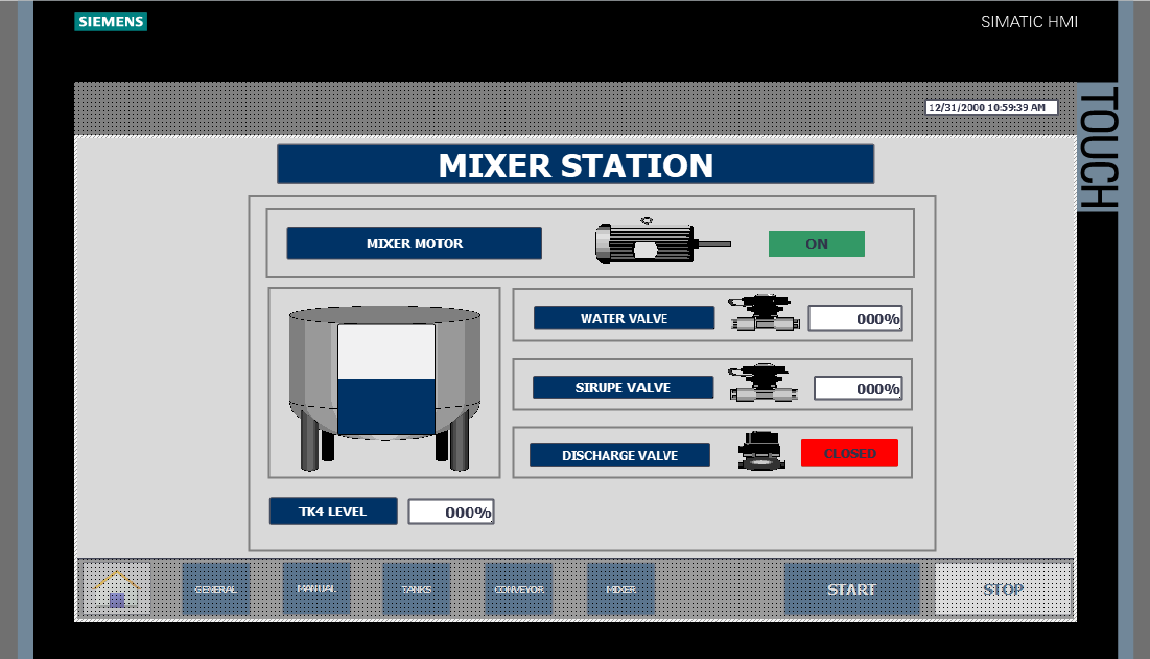 SIEMENS
SIMATIC HMI
TOUCH
12/31/2000 10:59:39 AM
MIXER STATION
MIXER MOTOR
ON
WATER VALVE
000%
SIRUPE VALVE
000%
DISCHARGE VALVE
CLOSED
TK4 LEVEL
000%
GENERAL
MANUAL
TANKS
CONVEYOR
MIXER
START
STOP